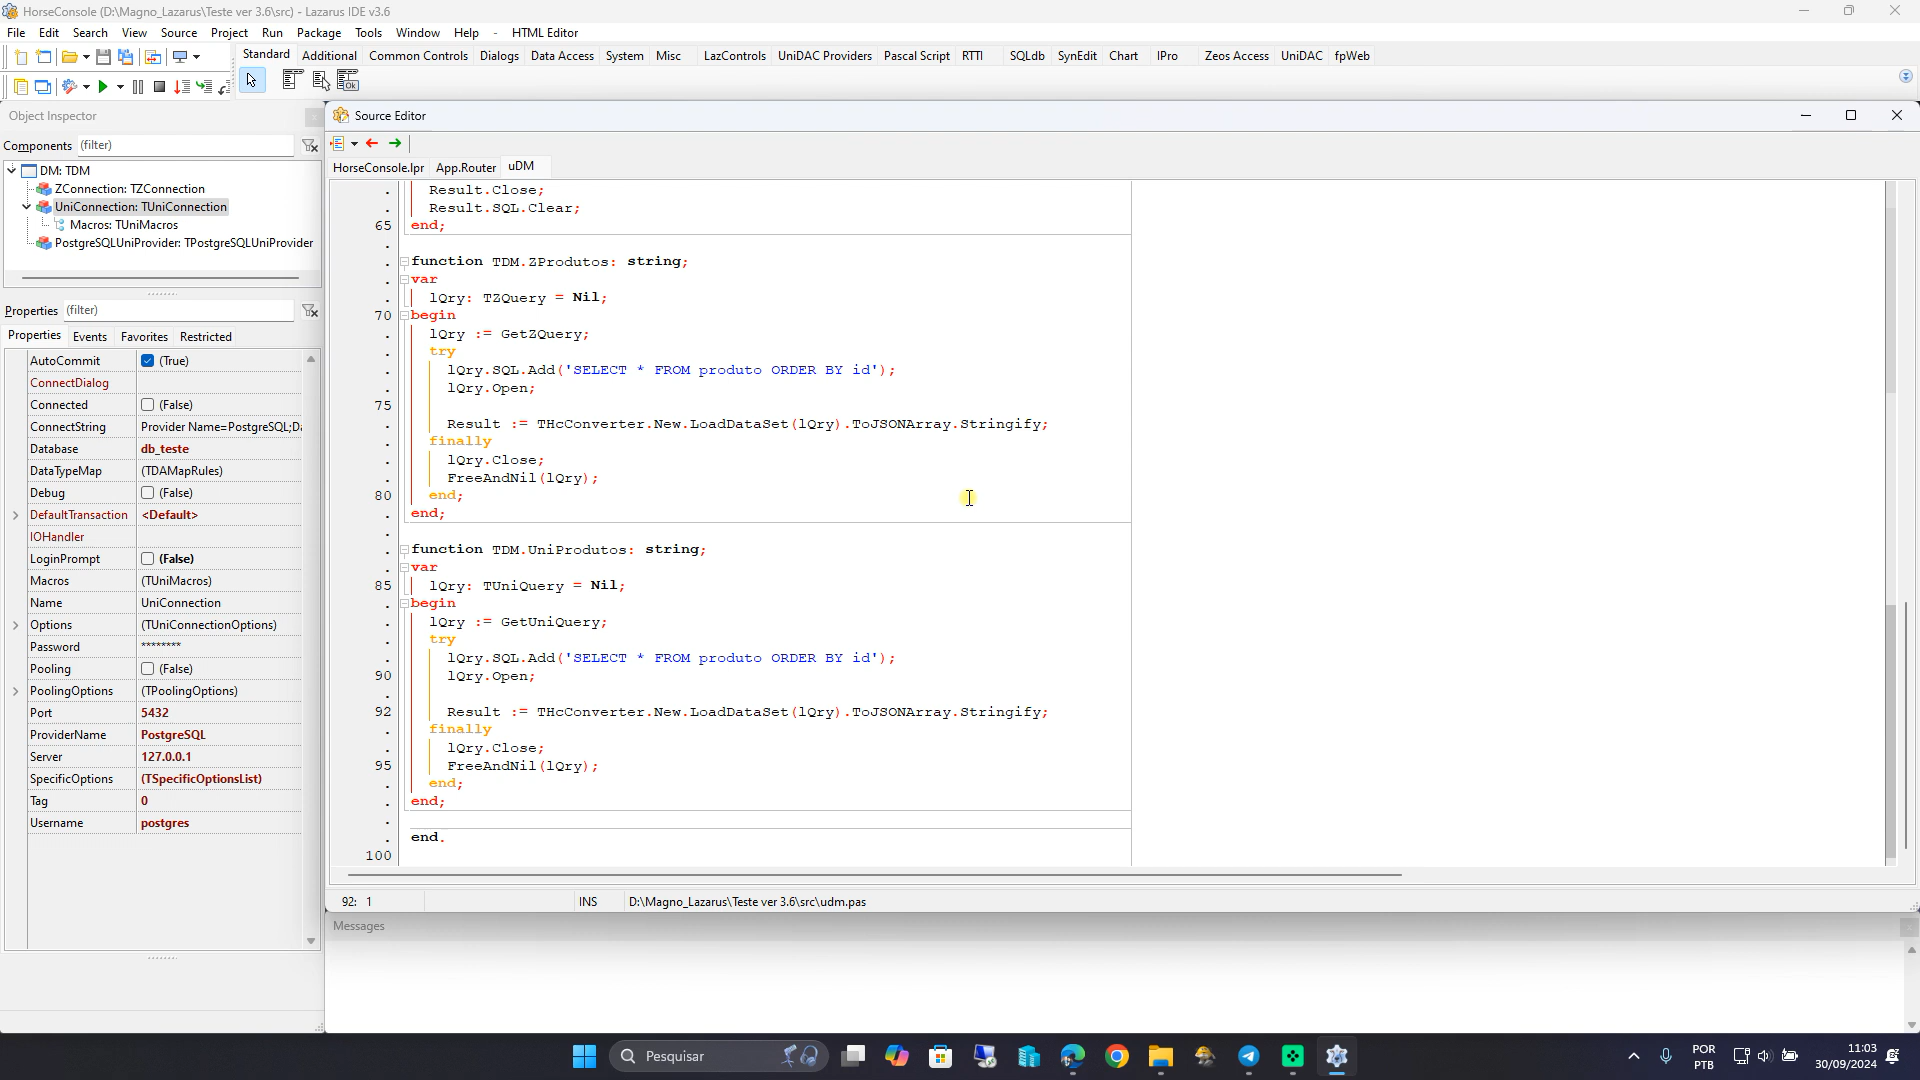 HorseConsole (D:\Magno_Lazarus\Teste ver 3.6\src) - Lazarus IDE v3.6
File Edit Search View Source Project Run Package Tools Window Help - HTML Editor
Standard Additional Common Controls Dialogs Data Access System Misc LazControls UniDAC Providers Pascal Script RTTI SQLdb SynEdit Chart IPro Zeos Access UniDAC fpWeb
Ok
Object Inspector
Components (filter)
DM: TDM
ZConnection: TZConnection
UniConnection: TUniConnection
Macros: TUniMacros
PostgreSQLUniProvider: TPostgreSQLUniProvider
Properties (filter)
Properties Events Favorites Restricted
AutoCommit (True)
ConnectDialog
Connected (False)
ConnectString Provider Name=PostgreSQL;Da
Database db_teste
DataTypeMap (TDAMapRules)
Debug (False)
DefaultTransaction <Default>
IOHandler
LoginPrompt (False)
Macros (TUniMacros)
Name UniConnection
Options (TUniConnectionOptions)
Password ********
Pooling (False)
PoolingOptions (TPoolingOptions)
Port 5432
ProviderName PostgreSQL
Server 127.0.0.1
SpecificOptions (TSpecificOptionsList)
Tag 0
Username postgres
Source Editor
HorseConsole.lpr App.Router uDM
Result.Close;
Result.SQL.Clear;
65 end;
function TDM.ZProdutos: string;
var
lQry: TZQuery = Nil;
70 begin
lQry := GetZQuery;
try
lQry.SQL.Add('SELECT * FROM produto ORDER BY id');
lQry.Open;
75
Result := THcConverter.New.LoadDataSet(lQry).ToJSONArray.Stringify;
finally
lQry.Close;
FreeAndNil(lQry);
80 end;
end;
function TDM.UniProdutos: string;
var
85 lQry: TUniQuery = Nil;
begin
lQry := GetUniQuery;
try
lQry.SQL.Add('SELECT * FROM produto ORDER BY id');
90 lQry.Open;
92 Result := THcConverter.New.LoadDataSet(lQry).ToJSONArray.Stringify;
finally
lQry.Close;
95 FreeAndNil(lQry);
end;
end;
end.
100
92: 1 INS D:\Magno_Lazarus\Teste ver 3.6\src\udm.pas
Messages
Pesquisar
POR
PTB
11:03
30/09/2024